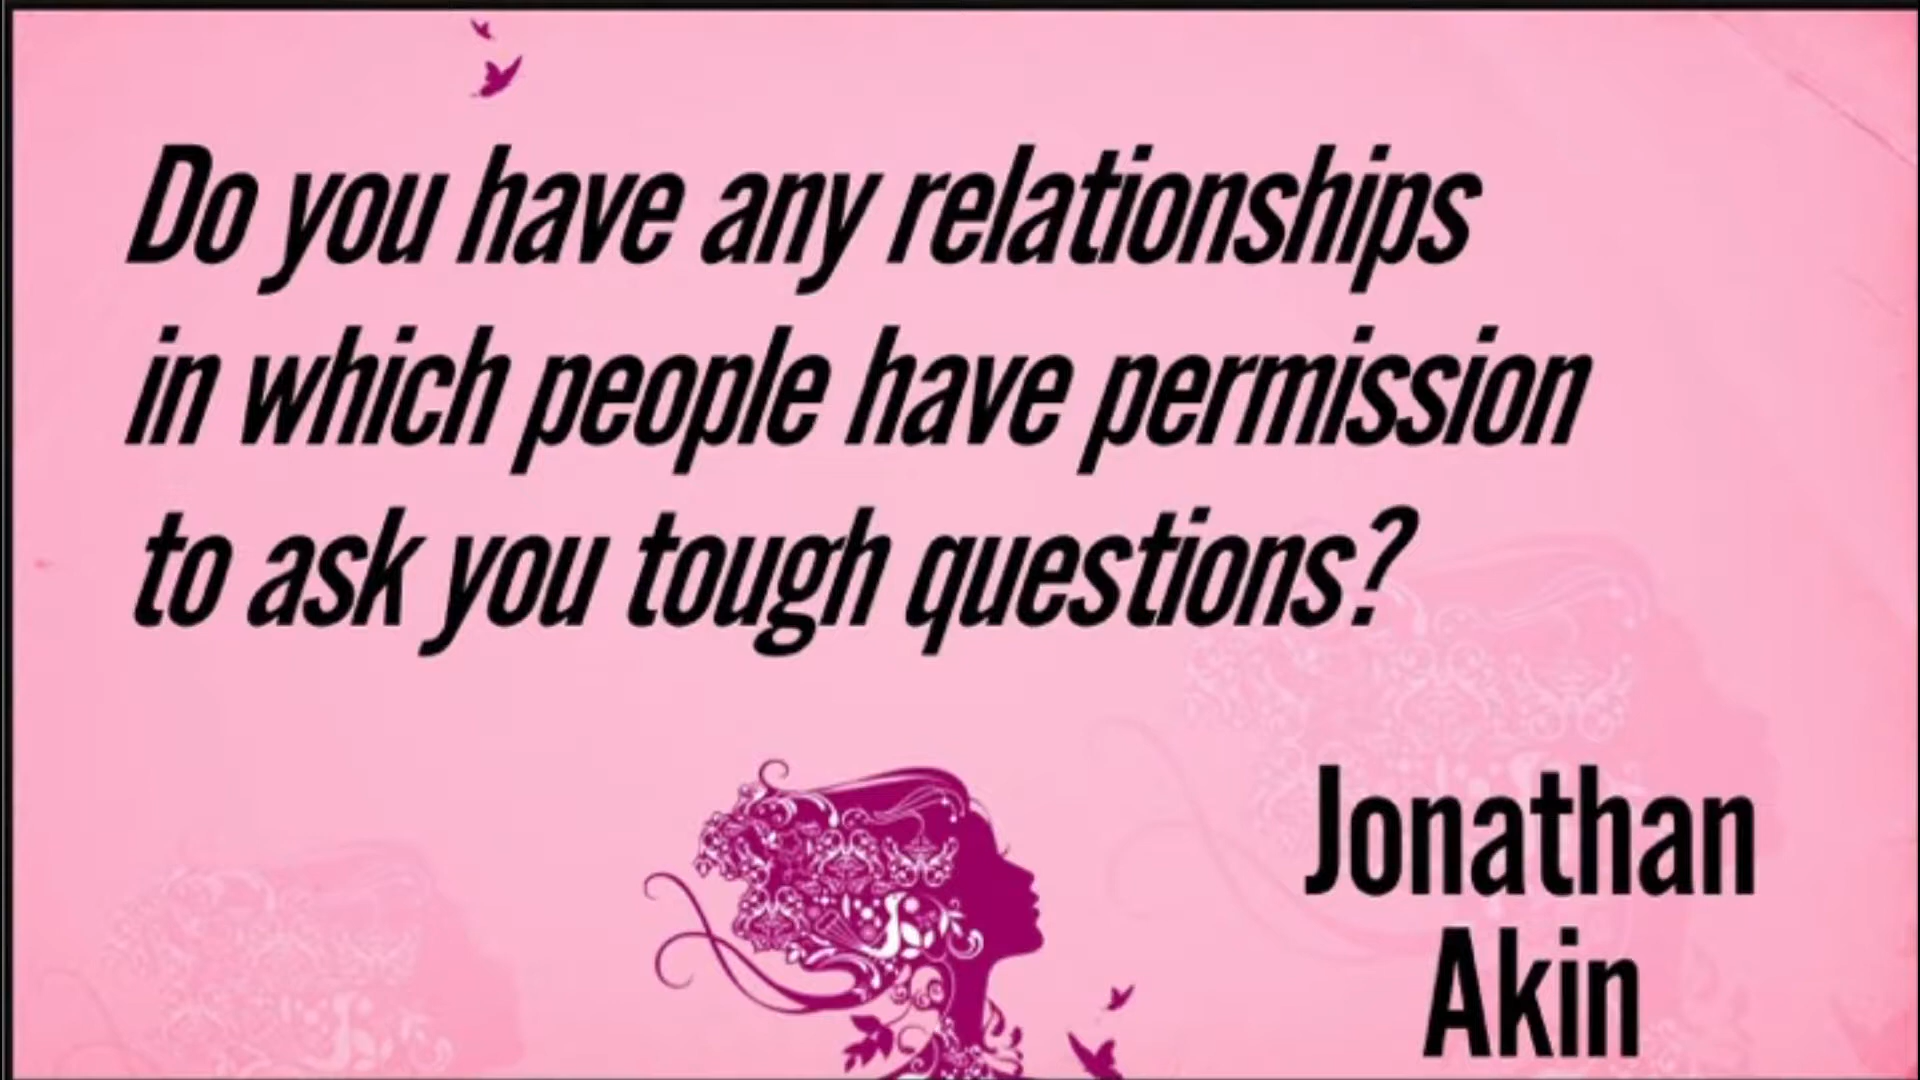 Do you have any relationships
in which people have permission
to ask you tough questions?
Jonathan
Akin